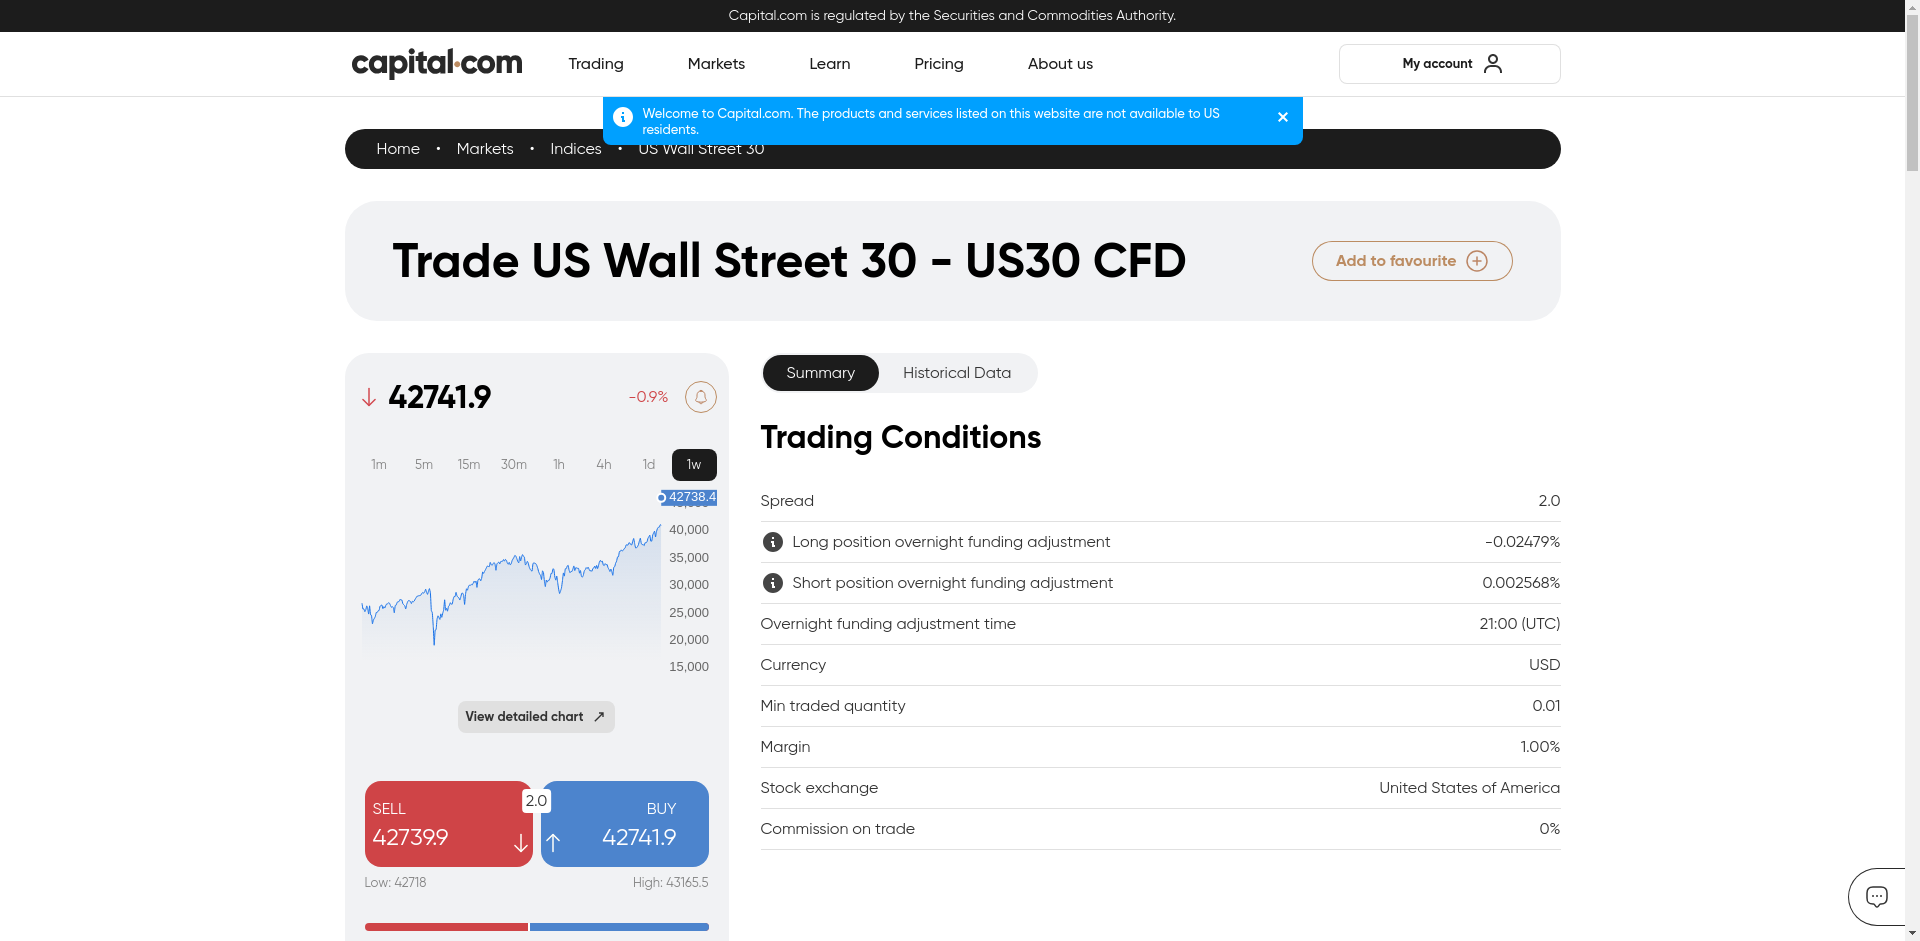 Capital.com is regulated by the Securities and Commodities Authority.
capital.com
Trading
Markets
Learn
Pricing
About us
My account
Welcome to Capital.com. The products and services listed on this website are not available to US
residents.
Home • Markets • Indices • US Wall Street 30
Trade US Wall Street 30 - US30 CFD
Add to favourite
42741.9
-0.9%
1m 5m 15m 30m 1h 4h 1d 1w
42738.4
40,000
35,000
30,000
25,000
20,000
15,000
View detailed chart
SELL
42739.9
2.0
BUY
42741.9
Low: 42718
High: 43165.5
Summary
Historical Data
Trading Conditions
Spread 2.0
Long position overnight funding adjustment -0.02479%
Short position overnight funding adjustment 0.002568%
Overnight funding adjustment time 21:00 (UTC)
Currency USD
Min traded quantity 0.01
Margin 1.00%
Stock exchange United States of America
Commission on trade 0%